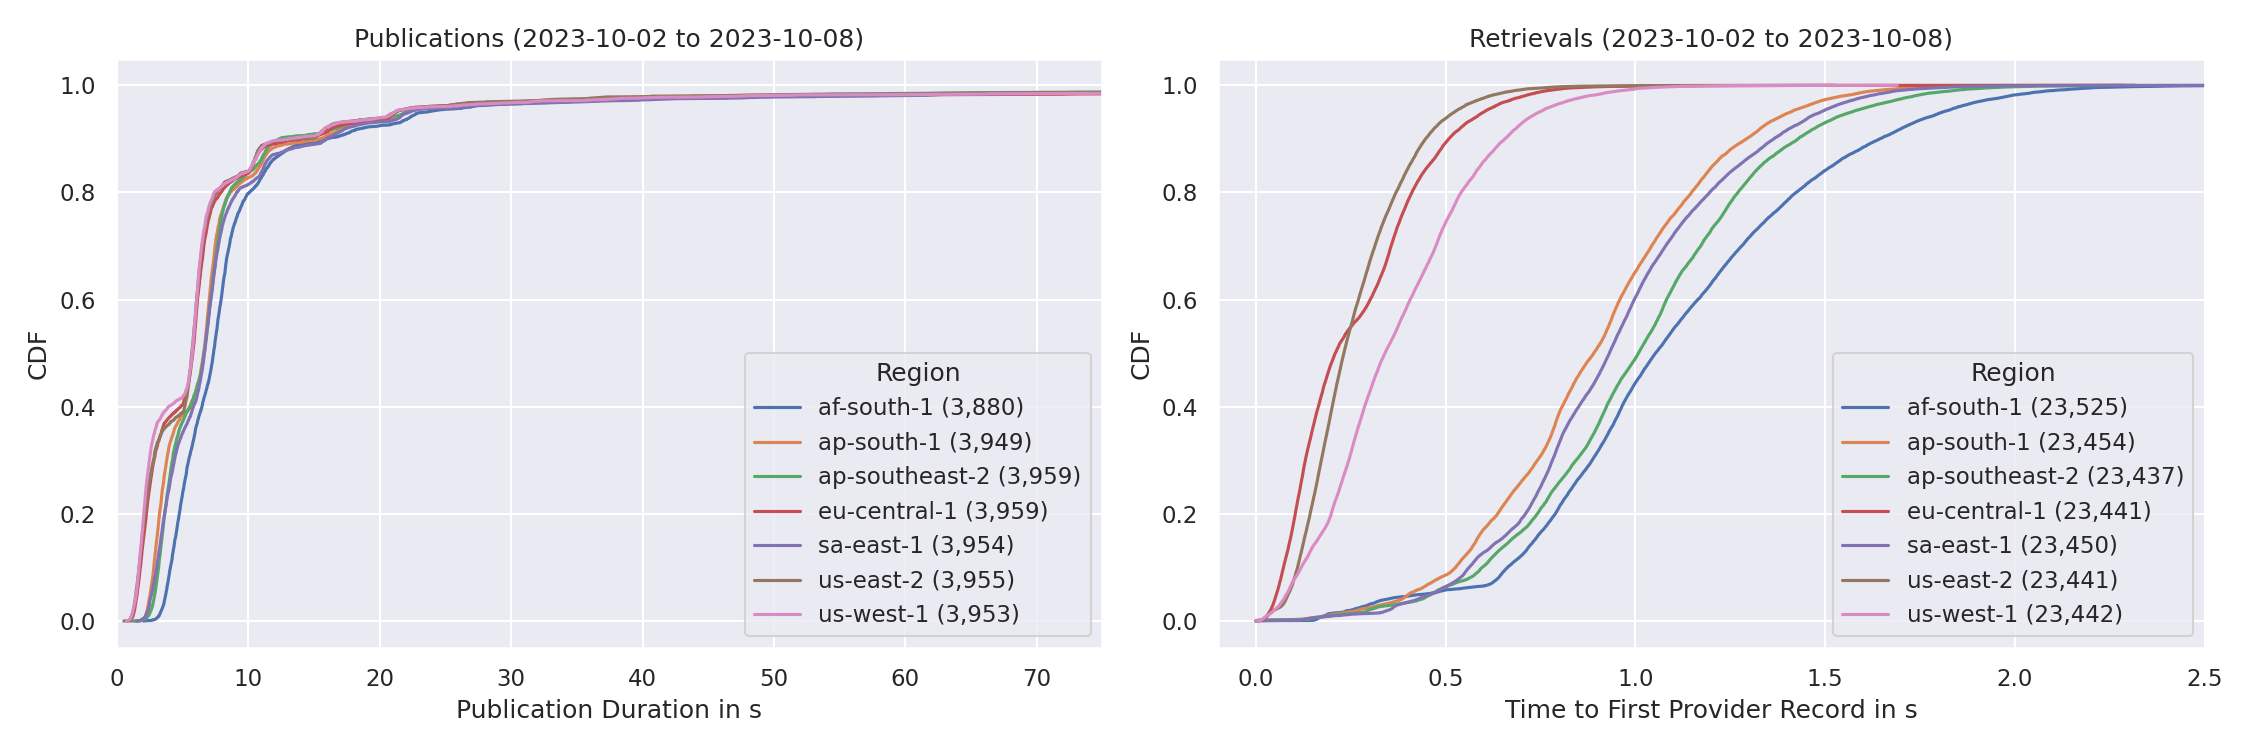 Publications (2023-10-02 to 2023-10-08)
CDF
1.0
0.8
0.6
0.4
0.2
0.0
0 10 20 30 40 50 60 70
Publication Duration in s
Region
af-south-1 (3,880)
ap-south-1 (3,949)
ap-southeast-2 (3,959)
eu-central-1 (3,959)
sa-east-1 (3,954)
us-east-2 (3,955)
us-west-1 (3,953)
Retrievals (2023-10-02 to 2023-10-08)
CDF
1.0
0.8
0.6
0.4
0.2
0.0
0.0 0.5 1.0 1.5 2.0 2.5
Time to First Provider Record in s
Region
af-south-1 (23,525)
ap-south-1 (23,454)
ap-southeast-2 (23,437)
eu-central-1 (23,441)
sa-east-1 (23,450)
us-east-2 (23,441)
us-west-1 (23,442)